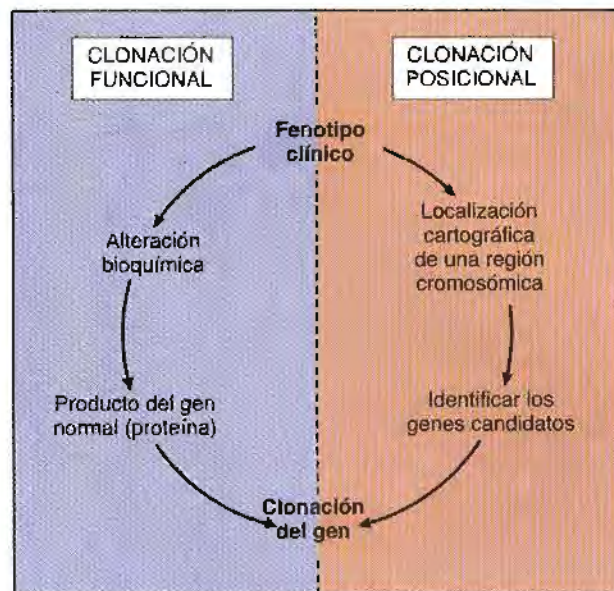 CLONACIÓN
FUNCIONAL
CLONACIÓN
POSICIONAL
Fenotipo
clínico
Alteración
bioquímica
Localización
cartográfica
de una región
cromosómica
Producto del gen
normal (proteína)
Identificar los
genes candidatos
Clonación
del gen